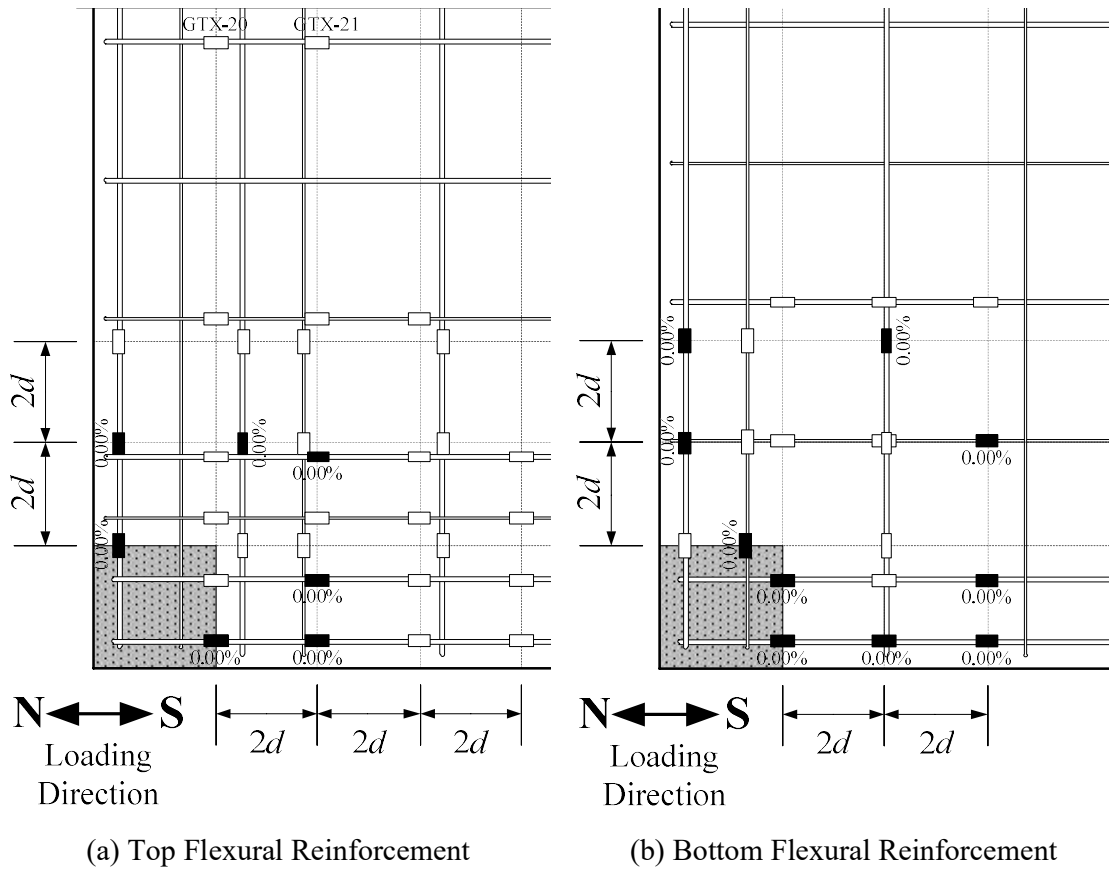 GTX-20 GTX-21
2d
0.00% 0.00%
0.00%
2d
0.00%
0.00%
0.00% 0.00%
N S
2d 2d 2d
Loading
Direction
(a) Top Flexural Reinforcement
0.00% 0.00%
2d
0.00%
0.00%
2d
0.00%
0.00% 0.00%
0.00% 0.00% 0.00%
N S
2d 2d
Loading
Direction
(b) Bottom Flexural Reinforcement